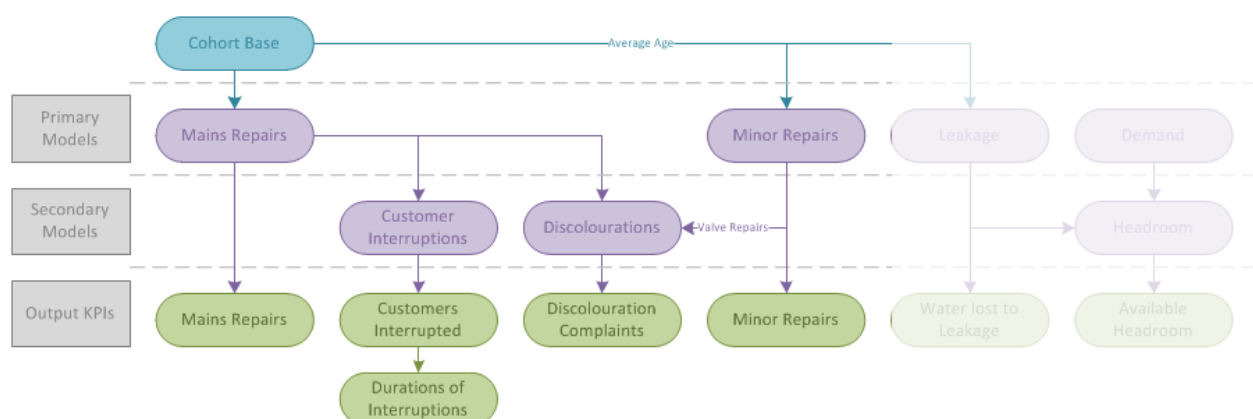 Cohort Base
Average Age
Primary
Models
Mains Repairs
Minor Repairs
Leakage
Demand
Secondary
Models
Customer
Interruptions
Discolourations
Valve Repairs
Headroom
Output KPIs
Mains Repairs
Customers
Interrupted
Discolouration
Complaints
Minor Repairs
Water lost to
Leakage
Available
Headroom
Durations of
Interruptions